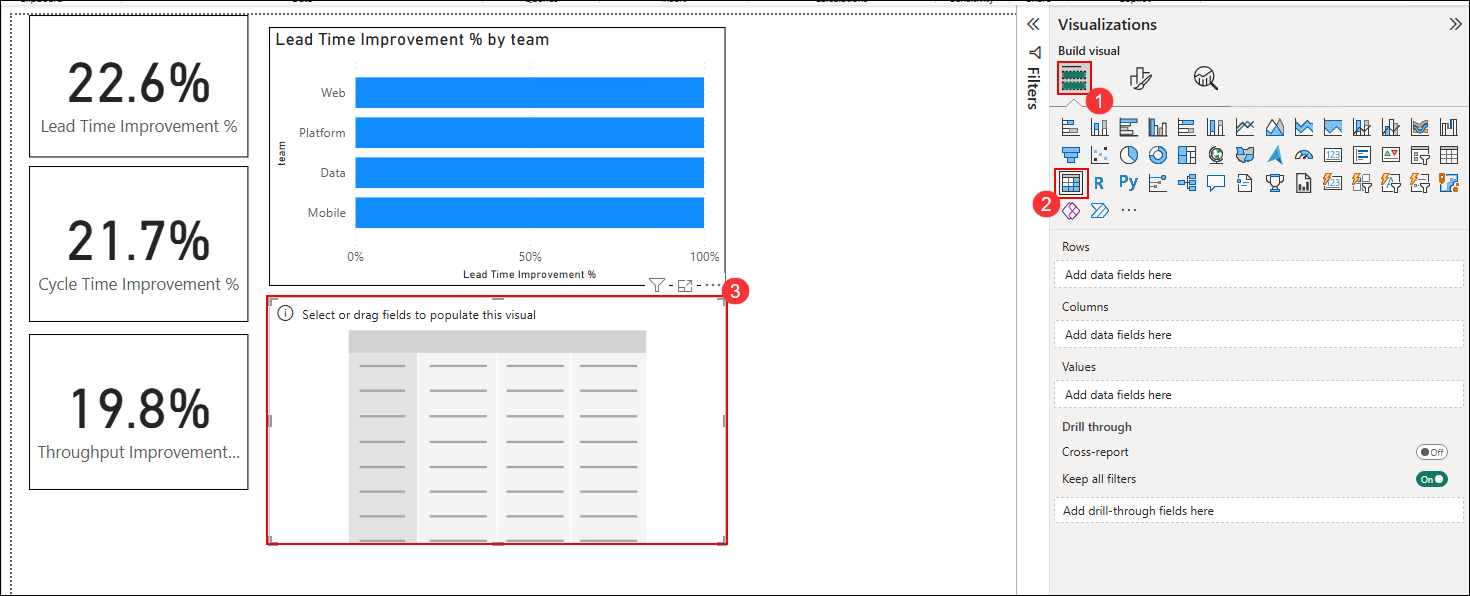 22.6%
Lead Time Improvement %
21.7%
Cycle Time Improvement %
19.8%
Throughput Improvement...
Lead Time Improvement % by team
team
Web
Platform
Data
Mobile
0%
50%
100%
Lead Time Improvement %
3
Select or drag fields to populate this visual
Filters
Visualizations
Build visual
1
123
R
Py
123
2
Rows
Add data fields here
Columns
Add data fields here
Values
Add data fields here
Drill through
Cross-report
Off
Keep all filters
On
Add drill-through fields here